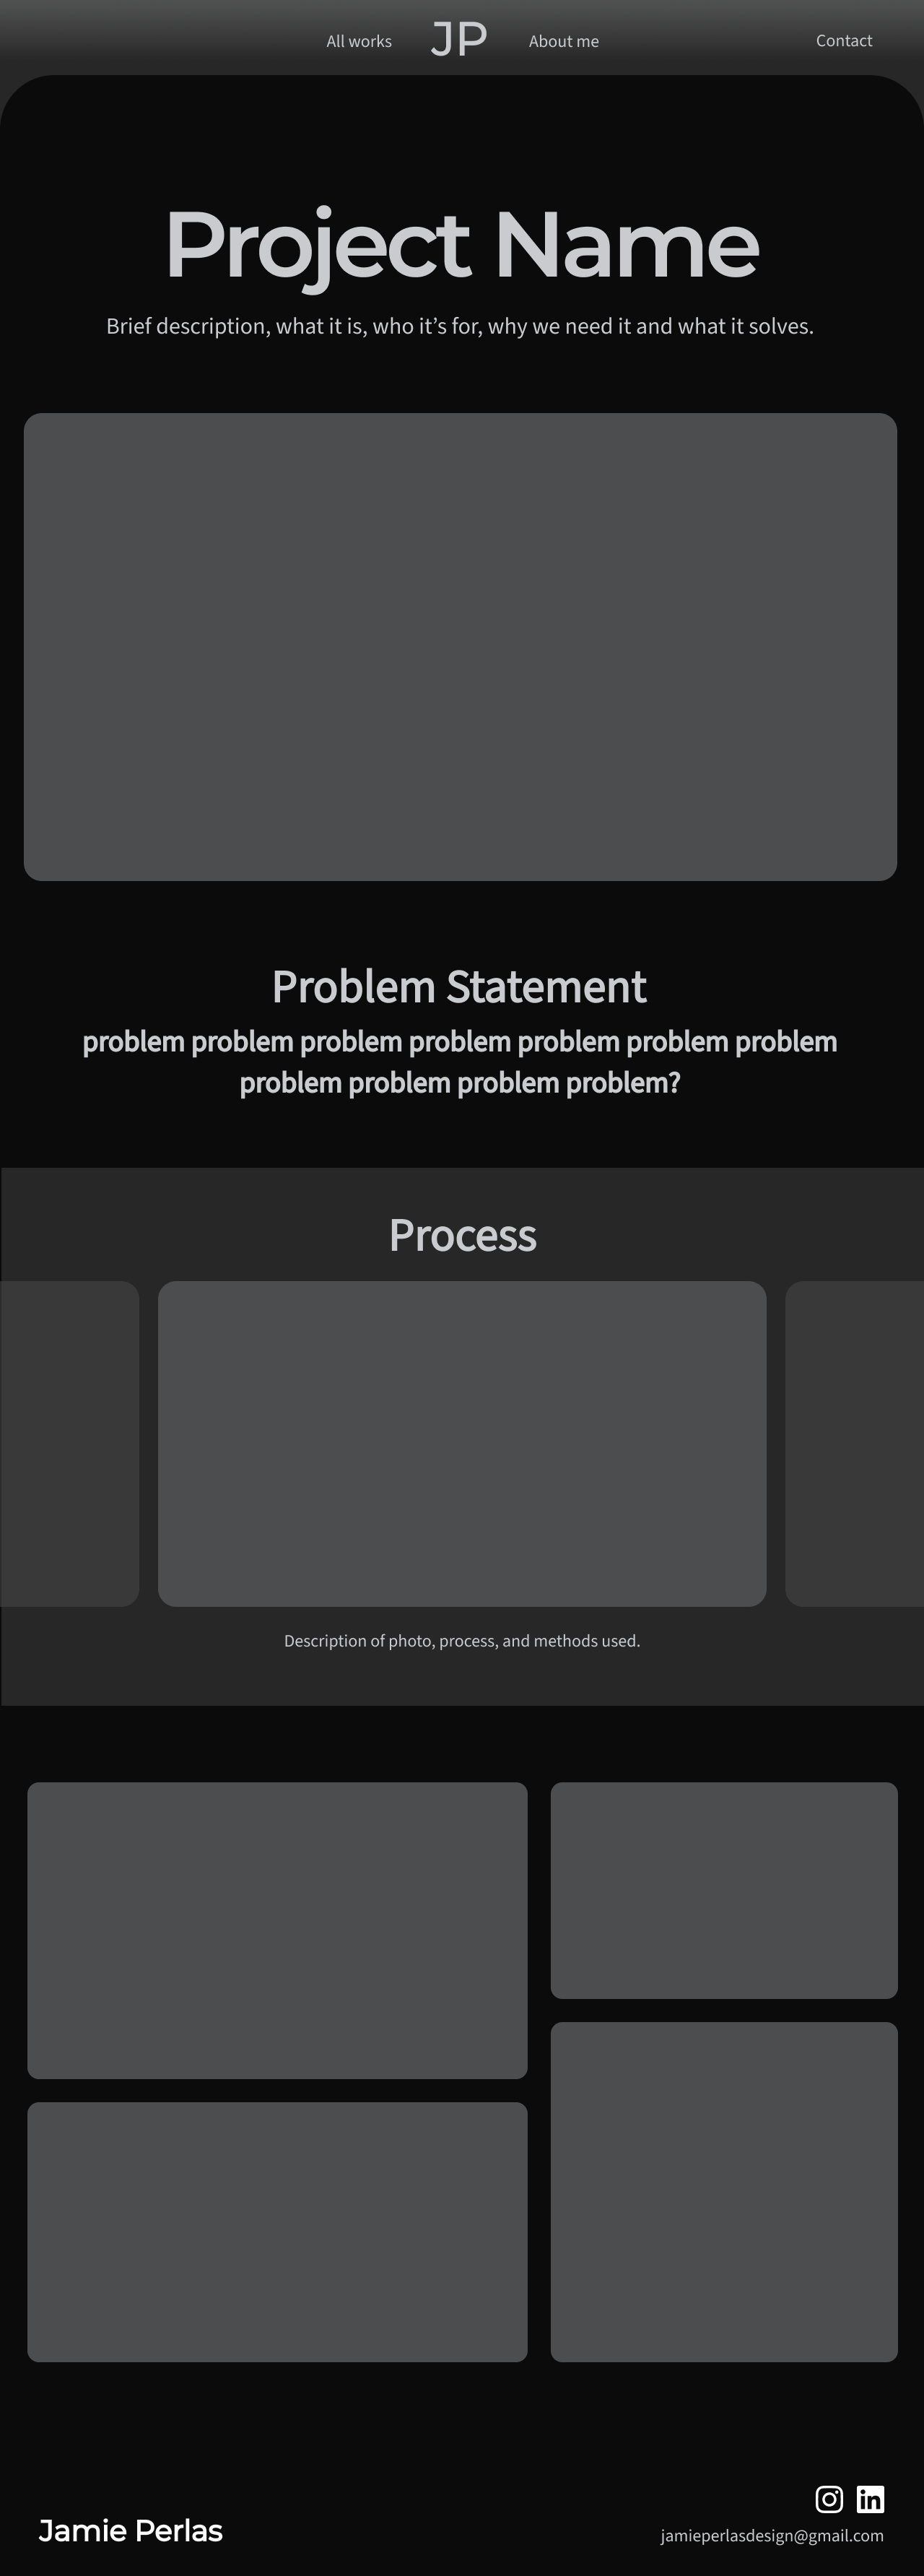 All works JP About me Contact
Project Name
Brief description, what it is, who it’s for, why we need it and what it solves.
Problem Statement
problem problem problem problem problem problem problem
problem problem problem problem?
Process
Description of photo, process, and methods used.
Jamie Perlas
jamieperlasdesign@gmail.com